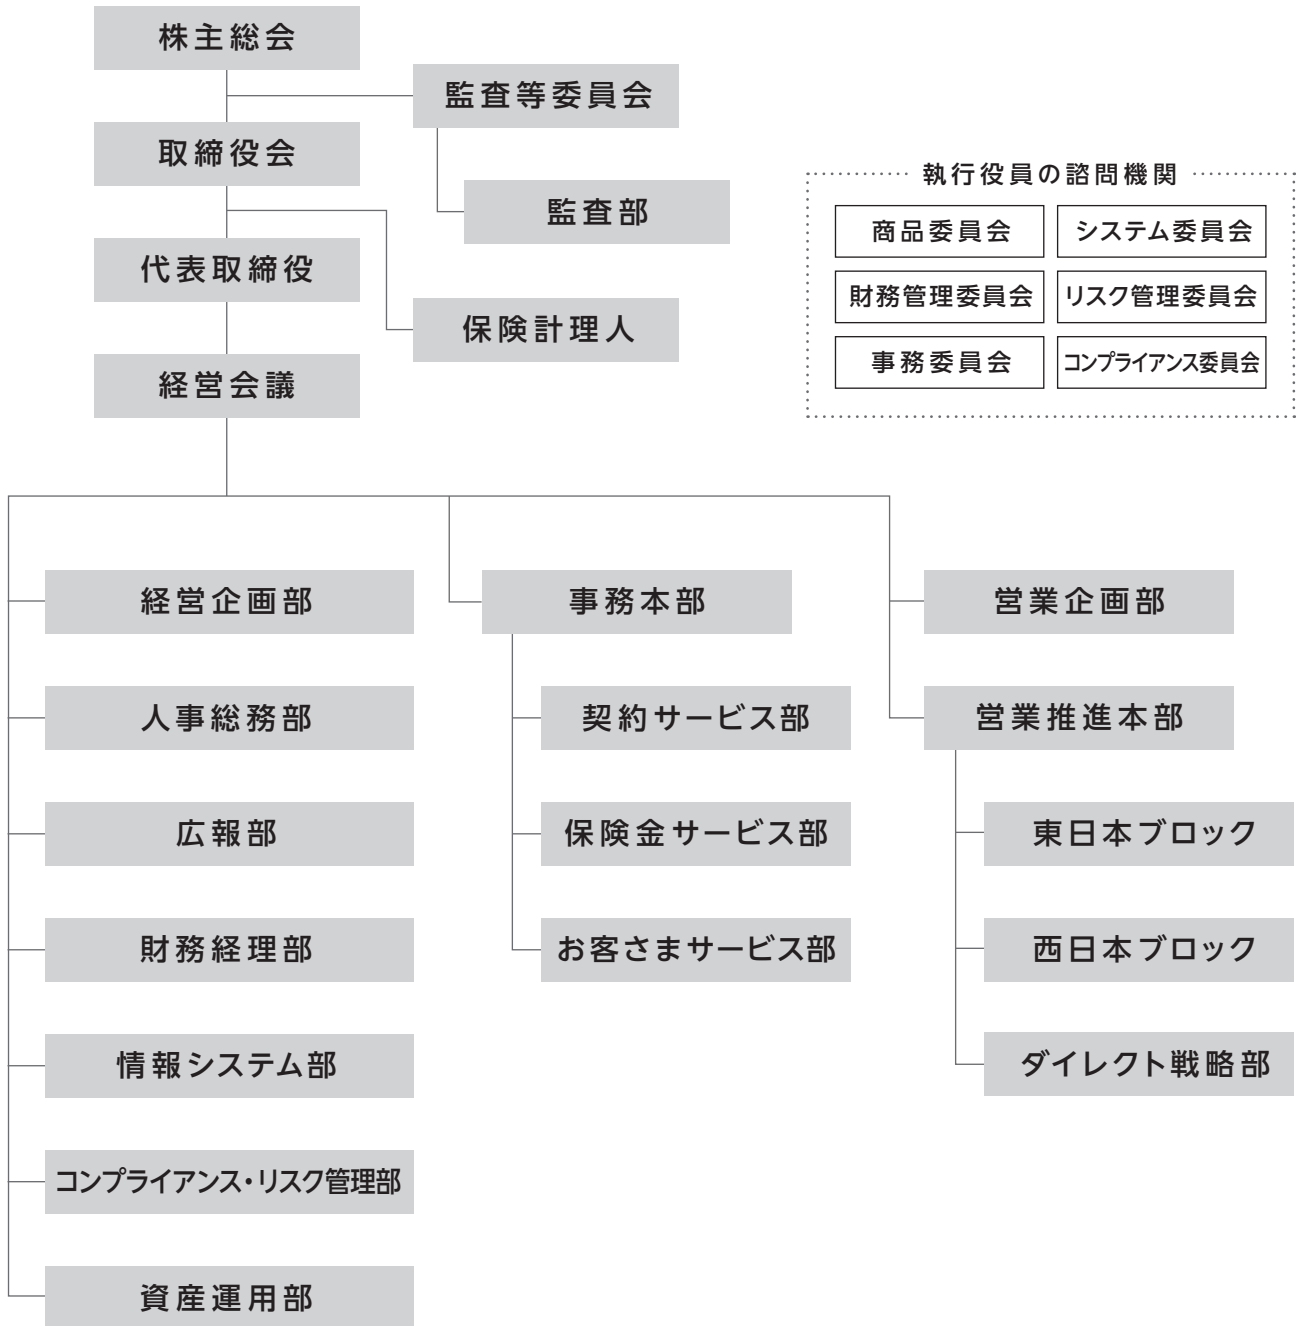 株主総会
監査等委員会
取締役会
監査部
代表取締役
保険計理人
経営会議
執行役員の諮問機関
商品委員会
システム委員会
財務管理委員会
リスク管理委員会
事務委員会
コンプライアンス委員会
経営企画部
人事総務部
広報部
財務経理部
情報システム部
コンプライアンス・リスク管理部
資産運用部
事務本部
契約サービス部
保険金サービス部
お客さまサービス部
営業企画部
営業推進本部
東日本ブロック
西日本ブロック
ダイレクト戦略部